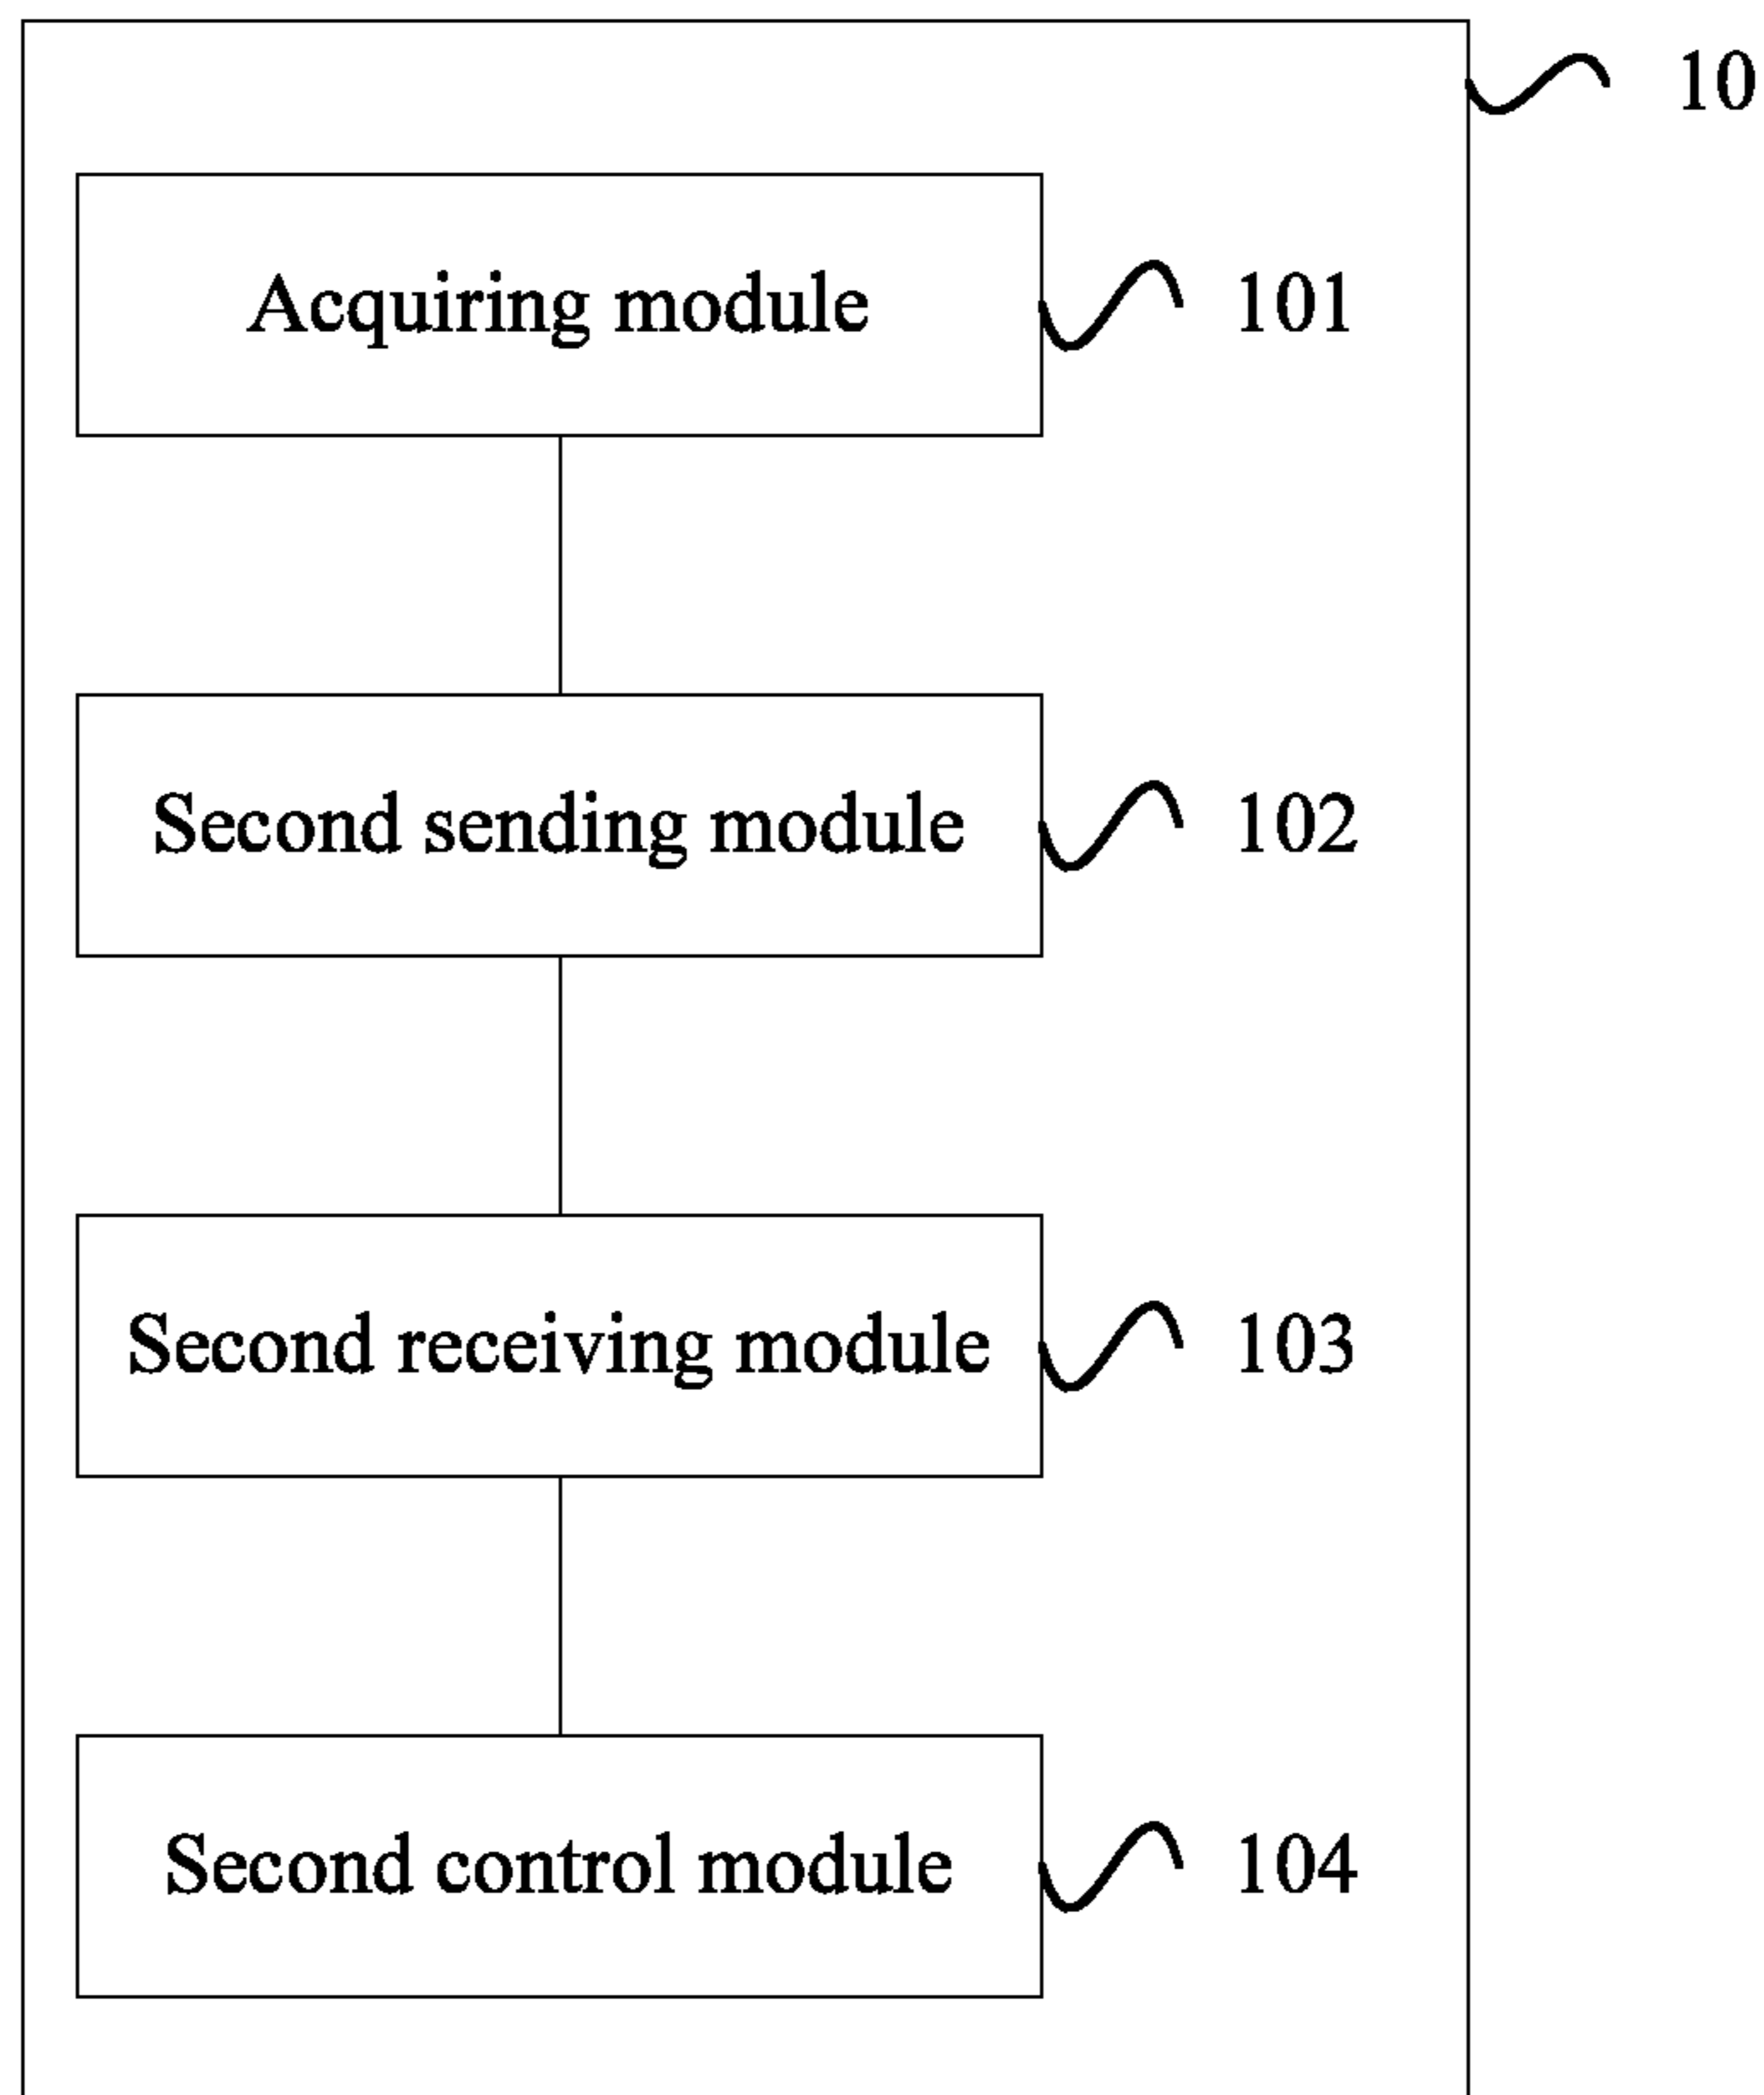 10
Acquiring module 101
Second sending module 102
Second receiving module 103
Second control module 104